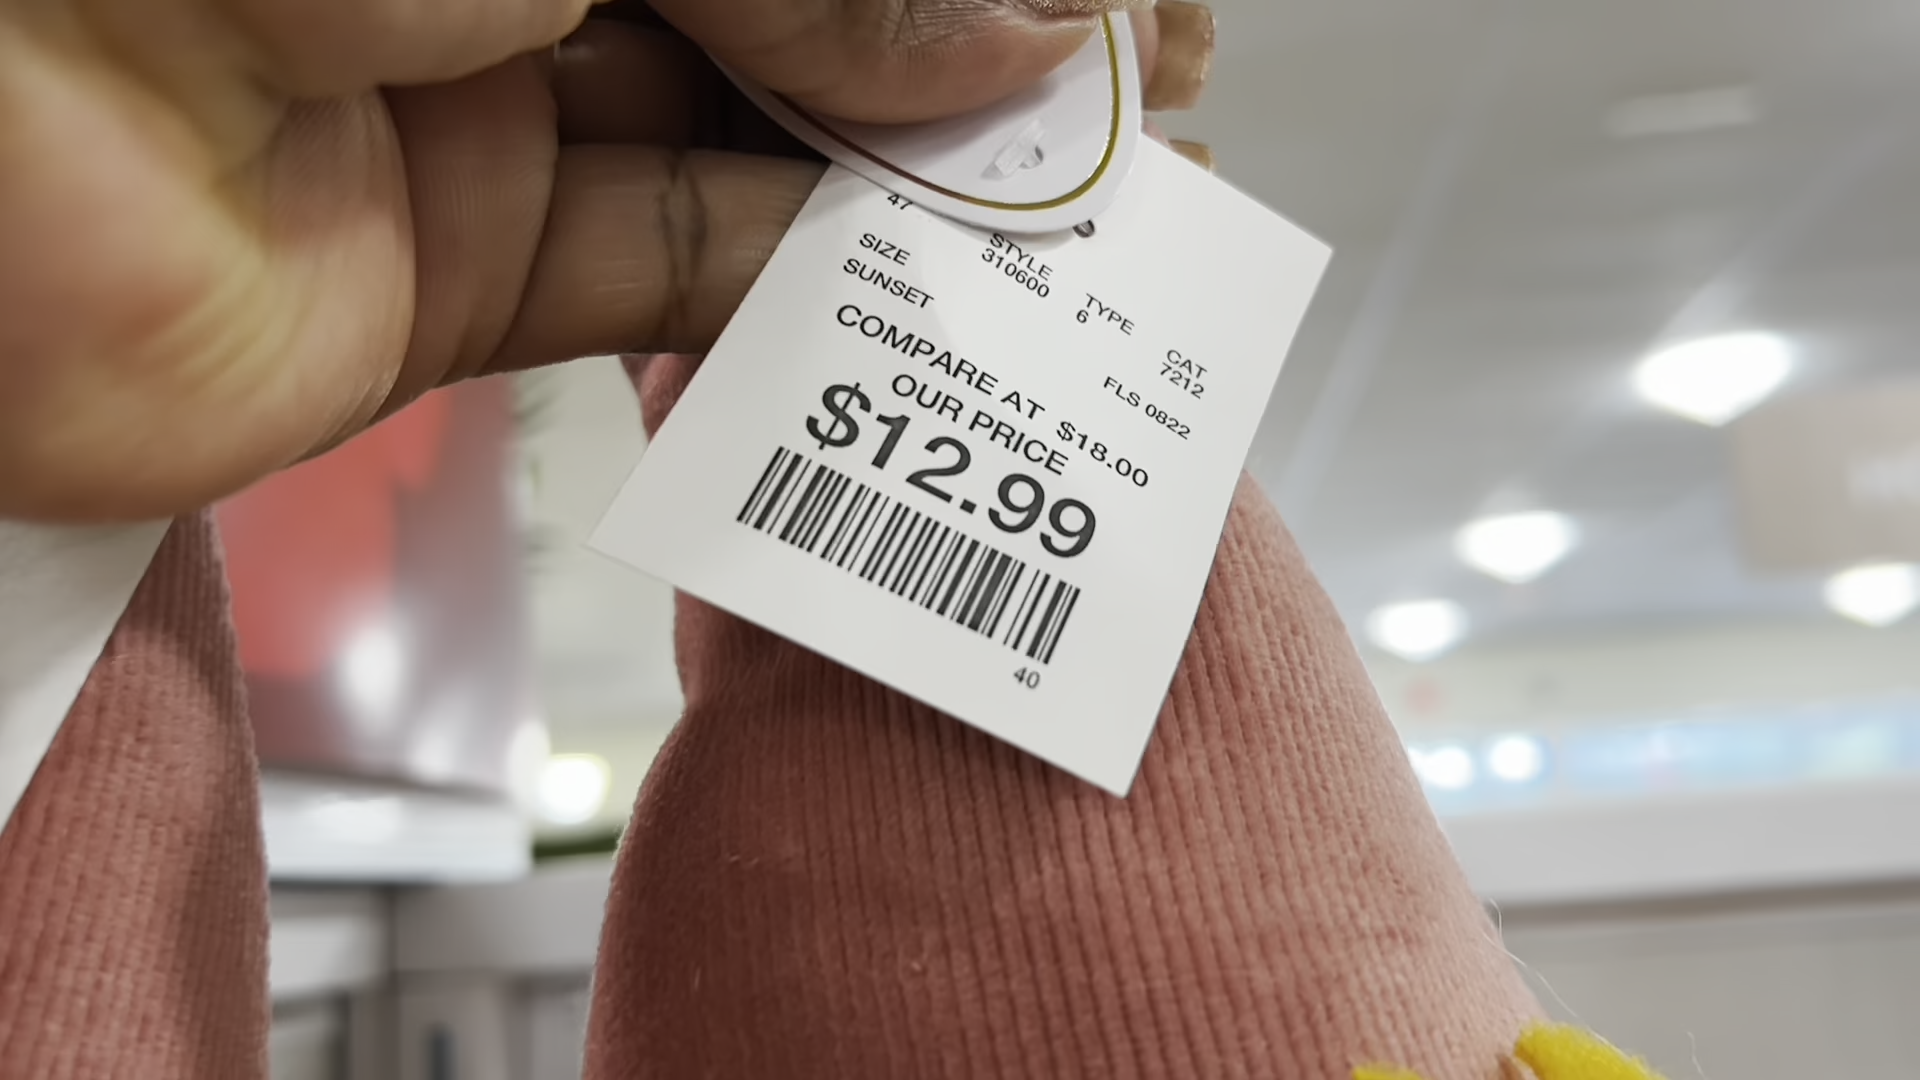 47
STYLE
310600
TYPE
6
CAT
7212
SIZE
SUNSET
FLS 0822
COMPARE AT $18.00
OUR PRICE
$12.99
40